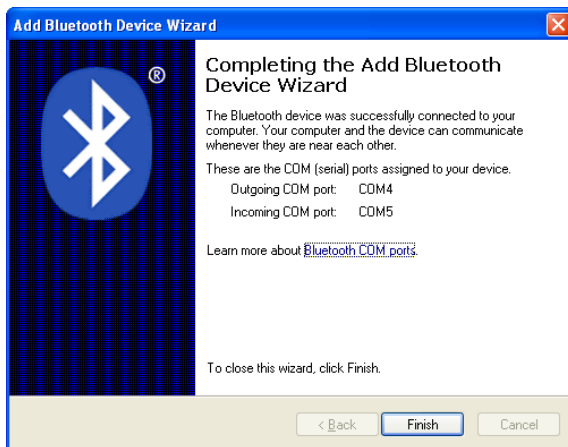 Add Bluetooth Device Wizard
®
Completing the Add Bluetooth
Device Wizard
The Bluetooth device was successfully connected to your
computer. Your computer and the device can communicate
whenever they are near each other.
These are the COM (serial) ports assigned to your device.
Outgoing COM port: COM4
Incoming COM port: COM5
Learn more about Bluetooth COM ports.
To close this wizard, click Finish.
< Back Finish Cancel